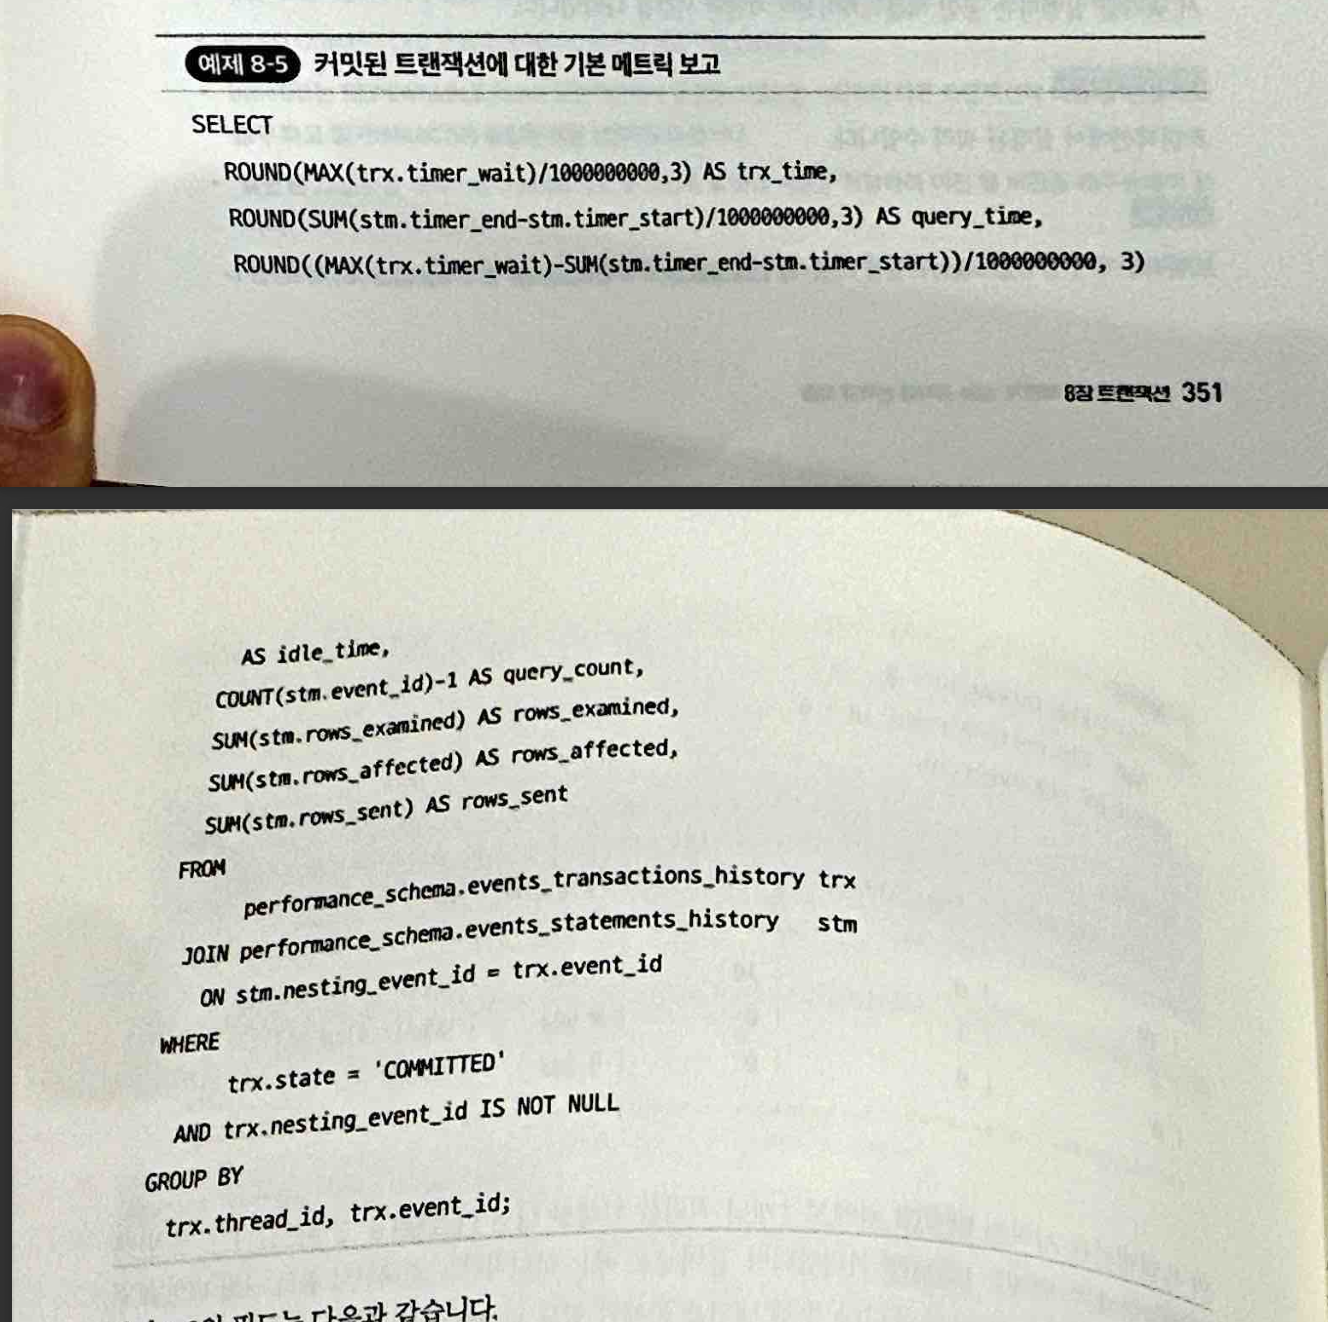 예제 8-5 커밋된 트랜잭션에 대한 기본 메트릭 보고
SELECT
ROUND(MAX(trx.timer_wait)/1000000000,3) AS trx_time,
ROUND(SUM(stm.timer_end-stm.timer_start)/1000000000,3) AS query_time,
ROUND((MAX(trx.timer_wait)-SUM(stm.timer_end-stm.timer_start))/1000000000, 3)
8장 트랜잭션 351
AS idle_time,
COUNT(stm.event_id)-1 AS query_count,
SUM(stm.rows_examined) AS rows_examined,
SUM(stm.rows_affected) AS rows_affected,
SUM(stm.rows_sent) AS rows_sent
FROM
performance_schema.events_transactions_history trx
JOIN performance_schema.events_statements_history stm
ON stm.nesting_event_id = trx.event_id
WHERE
trx.state = 'COMMITTED'
AND trx.nesting_event_id IS NOT NULL
GROUP BY
trx.thread_id, trx.event_id;
다음과 같습니다.